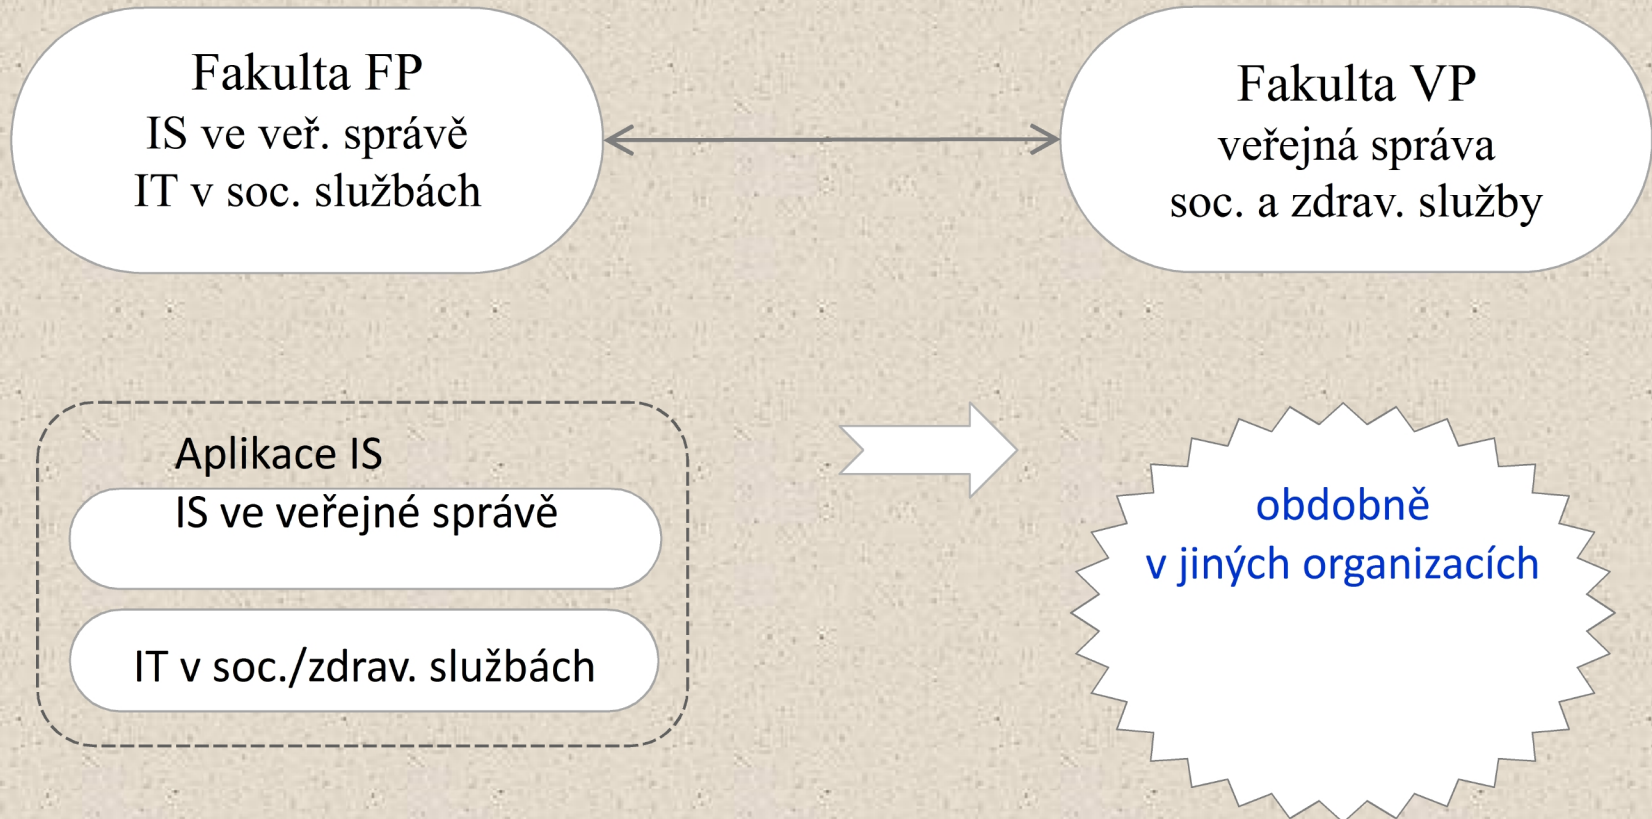 Fakulta FP
IS ve veř. správě
IT v soc. službách
Fakulta VP
veřejná správa
soc. a zdrav. služby
Aplikace IS
IS ve veřejné správě
IT v soc./zdrav. službách
obdobně
v jiných organizacích